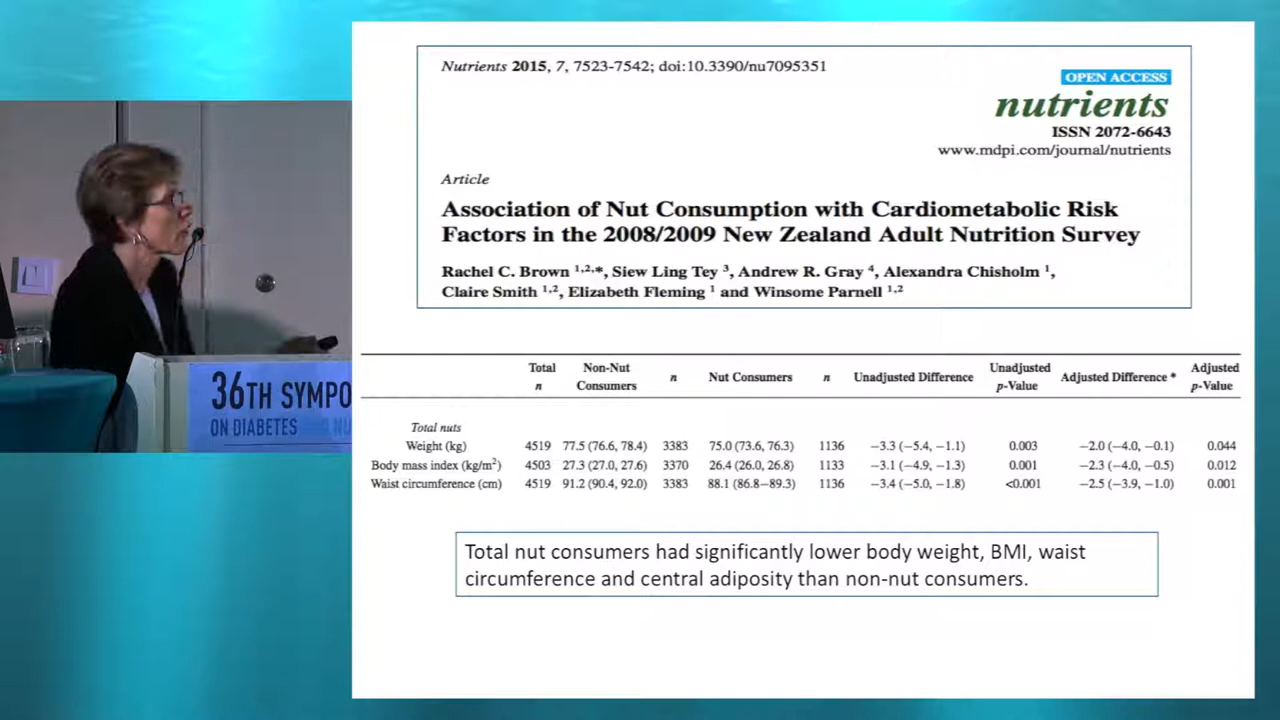 Nutrients 2015, 7, 7523-7542; doi:10.3390/nu7095351
OPEN ACCESS
nutrients
ISSN 2072-6643
www.mdpi.com/journal/nutrients
Article
Association of Nut Consumption with Cardiometabolic Risk
Factors in the 2008/2009 New Zealand Adult Nutrition Survey
Rachel C. Brown 1,2,*, Siew Ling Tey 3, Andrew R. Gray 4, Alexandra Chisholm 1,
Claire Smith 1,2, Elizabeth Fleming 1 and Winsome Parnell 1,2
Total n Non-Nut Consumers n Nut Consumers n Unadjusted Difference Unadjusted p-Value Adjusted Difference * Adjusted p-Value
Total nuts
Weight (kg) 4519 77.5 (76.6, 78.4) 3383 75.0 (73.6, 76.3) 1136 −3.3 (−5.4, −1.1) 0.003 −2.0 (−4.0, −0.1) 0.044
Body mass index (kg/m2) 4503 27.3 (27.0, 27.6) 3370 26.4 (26.0, 26.8) 1133 −3.1 (−4.9, −1.3) 0.001 −2.3 (−4.0, −0.5) 0.012
Waist circumference (cm) 4519 91.2 (90.4, 92.0) 3383 88.1 (86.8−89.3) 1136 −3.4 (−5.0, −1.8) <0.001 −2.5 (−3.9, −1.0) 0.001
Total nut consumers had significantly lower body weight, BMI, waist
circumference and central adiposity than non-nut consumers.
36TH SYMPO
ON DIABETES AND NU